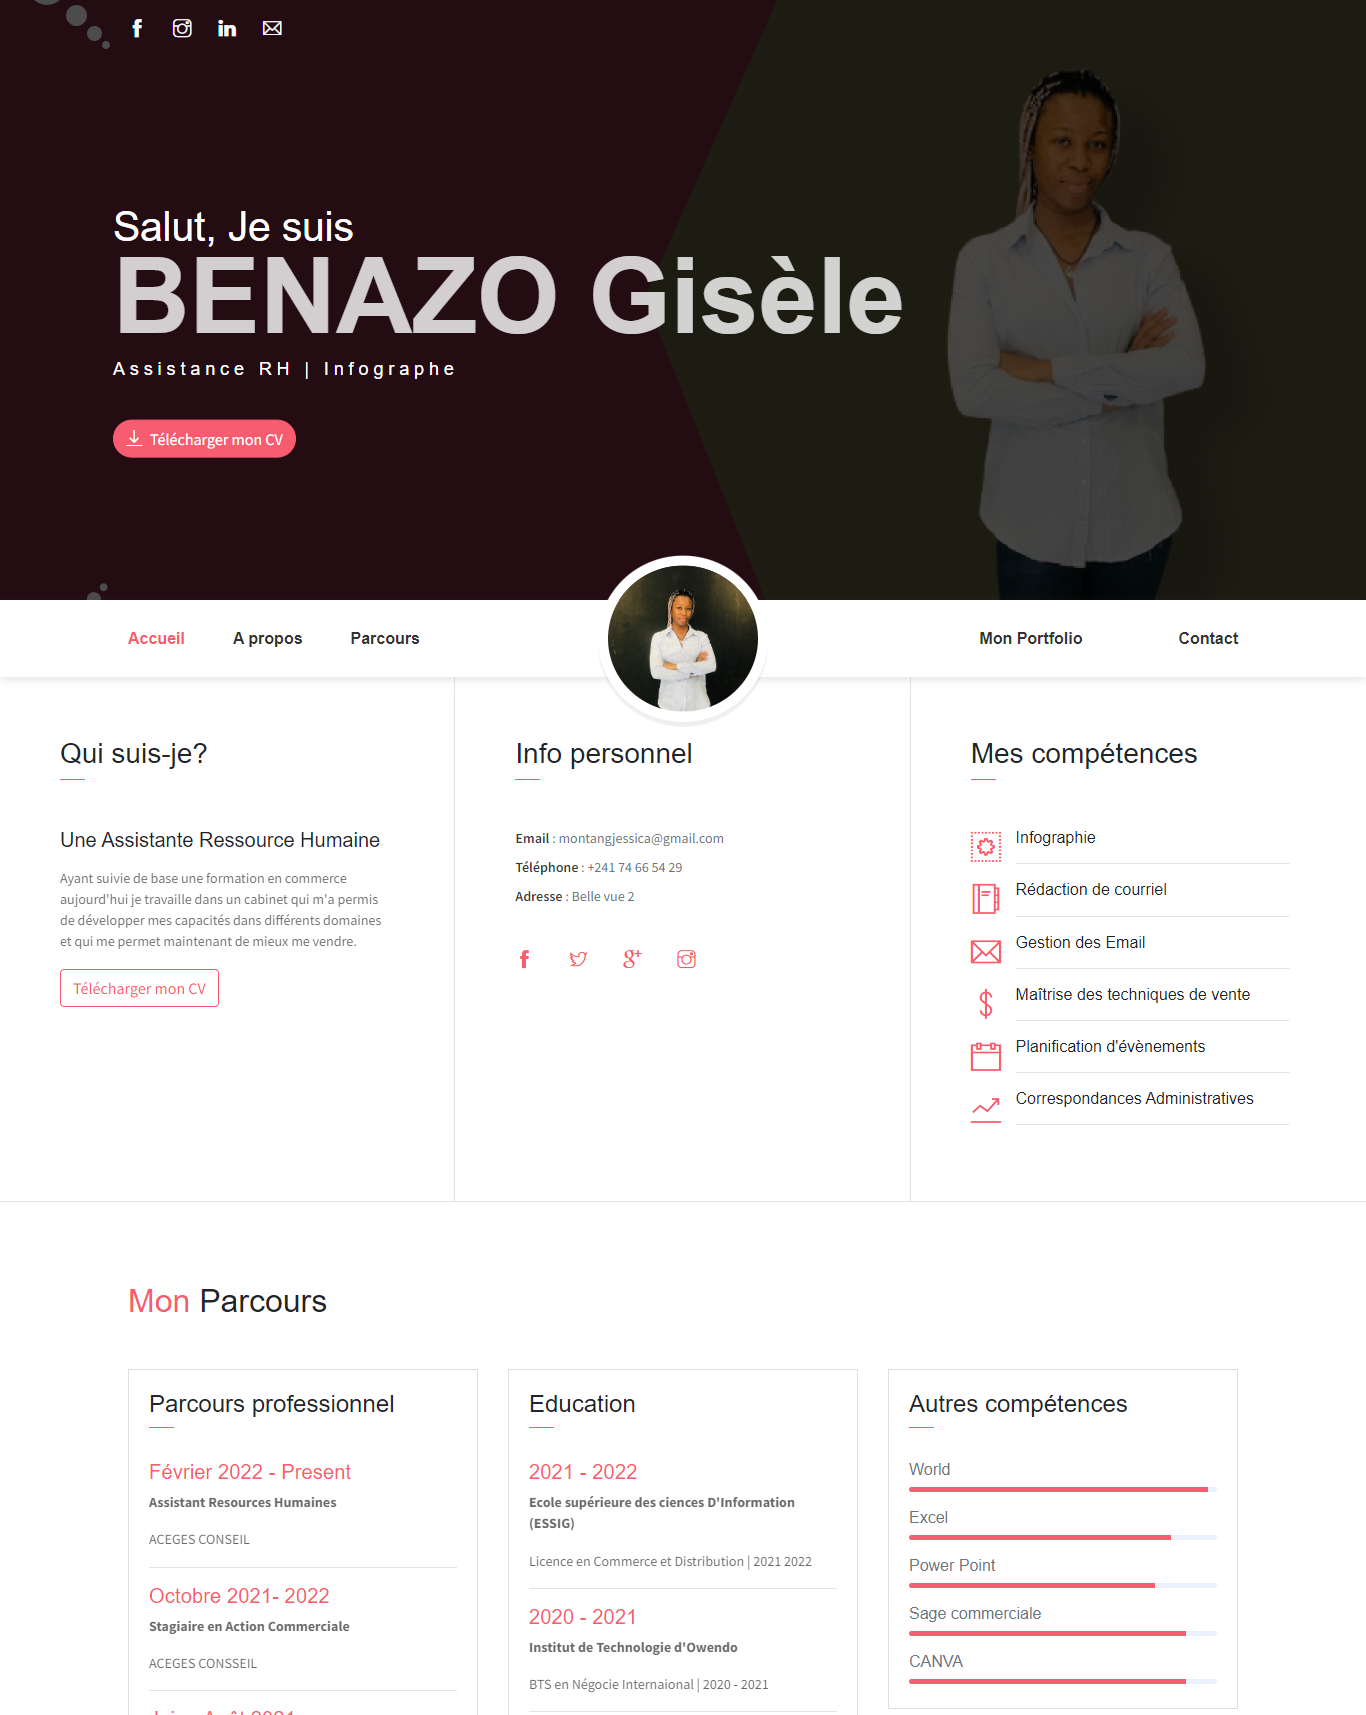 Salut, Je suis
BENAZO Gisèle
Assistance RH | Infographe
Télécharger mon CV
Accueil
A propos
Parcours
Mon Portfolio
Contact
Qui suis-je?
Une Assistante Ressource Humaine
Ayant suivie de base une formation en commerce
aujourd'hui je travaille dans un cabinet qui m'a permis
de développer mes capacités dans différents domaines
et qui me permet maintenant de mieux me vendre.
Télécharger mon CV
Info personnel
Email : montangjessica@gmail.com
Téléphone : +241 74 66 54 29
Adresse : Belle vue 2
Mes compétences
Infographie
Rédaction de courriel
Gestion des Email
Maîtrise des techniques de vente
Planification d'évènements
Correspondances Administratives
Mon Parcours
Parcours professionnel
Février 2022 - Present
Assistant Resources Humaines
ACEGES CONSEIL
Octobre 2021- 2022
Stagiaire en Action Commerciale
ACEGES CONSSEIL
Education
2021 - 2022
Ecole supérieure des ciences D'Information
(ESSIG)
Licence en Commerce et Distribution | 2021 2022
2020 - 2021
Institut de Technologie d'Owendo
BTS en Négocie Internaional | 2020 - 2021
Autres compétences
World
Excel
Power Point
Sage commerciale
CANVA